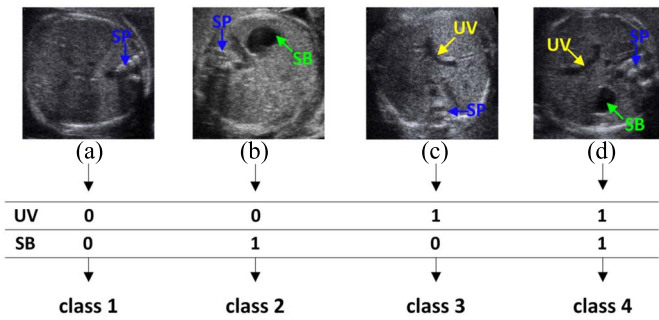 SP SP SB UV SP UV SP SB
(a) (b) (c) (d)
UV 0 0 1 1
SB 0 1 0 1
class 1 class 2 class 3 class 4